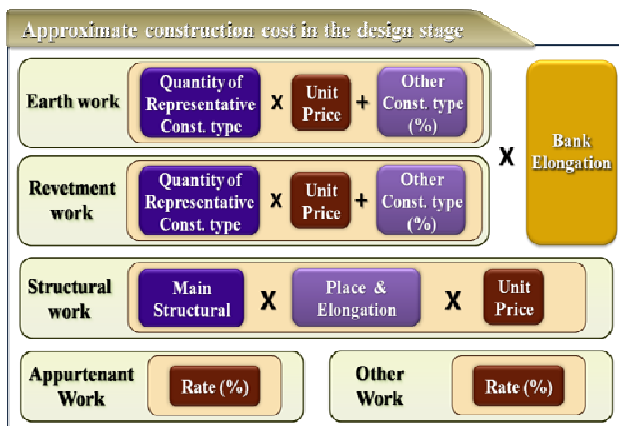 Approximate construction cost in the design stage
Earth work
Quantity of
Representative
Const. type
X
Unit
Price
+
Other
Const. type
(%)
X
Bank
Elongation
Revetment
work
Quantity of
Representative
Const. type
X
Unit
Price
+
Other
Const. type
(%)
Structural
work
Main
Structural
X
Place &
Elongation
X
Unit
Price
Appurtenant
Work
Rate (%)
Other
Work
Rate (%)